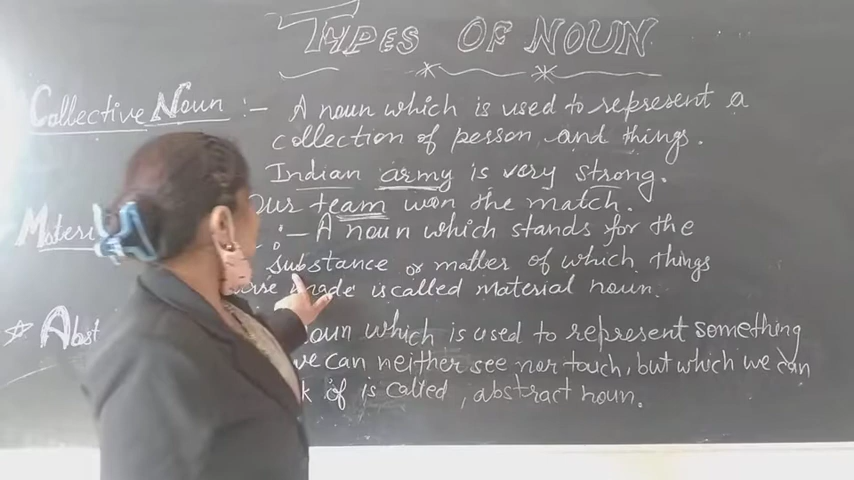 TYPES OF NOUN
Collective Noun :- A noun which is used to represent a
collection of person and things.
Indian army is very strong.
Our team won the match.
Materi :- A noun which stands for the
substance or matter of which things
made is called Material noun.
Abst noun which is used to represent something
we can neither see nor touch, but which we can
k of is called, abstract noun.